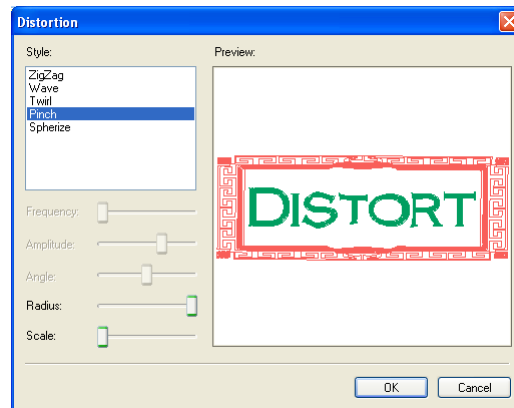 Distortion
Style:
Preview:
ZigZag
Wave
Twirl
Pinch
Spherize
DISTORT
Frequency:
Amplitude:
Angle:
Radius:
Scale:
OK
Cancel